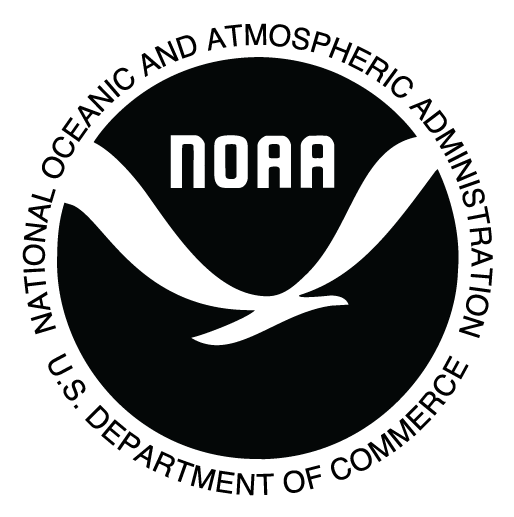 NATIONAL OCEANIC AND ATMOSPHERIC ADMINISTRATION
NOAA
U.S. DEPARTMENT OF COMMERCE